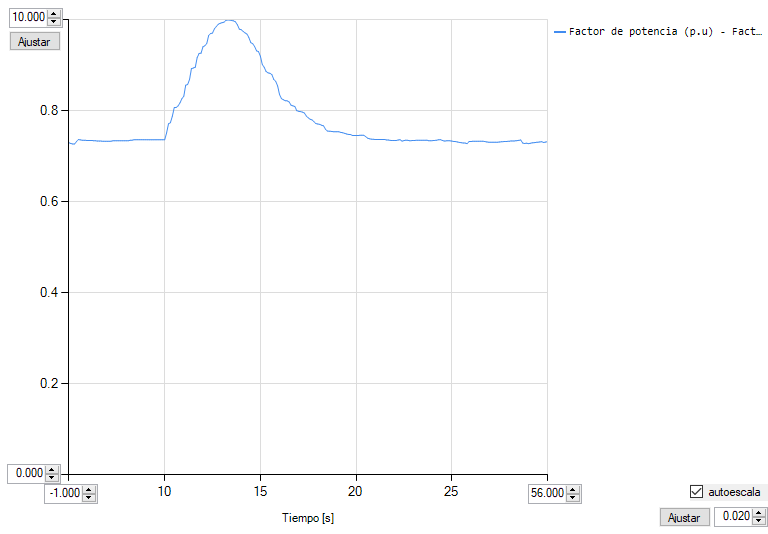 10.000
Ajustar
Factor de potencia (p.u) - Fact…
0.8
0.6
0.4
0.2
0.000
-1.000
10
15
20
25
56.000
Tiempo [s]
autoescala
Ajustar
0.020